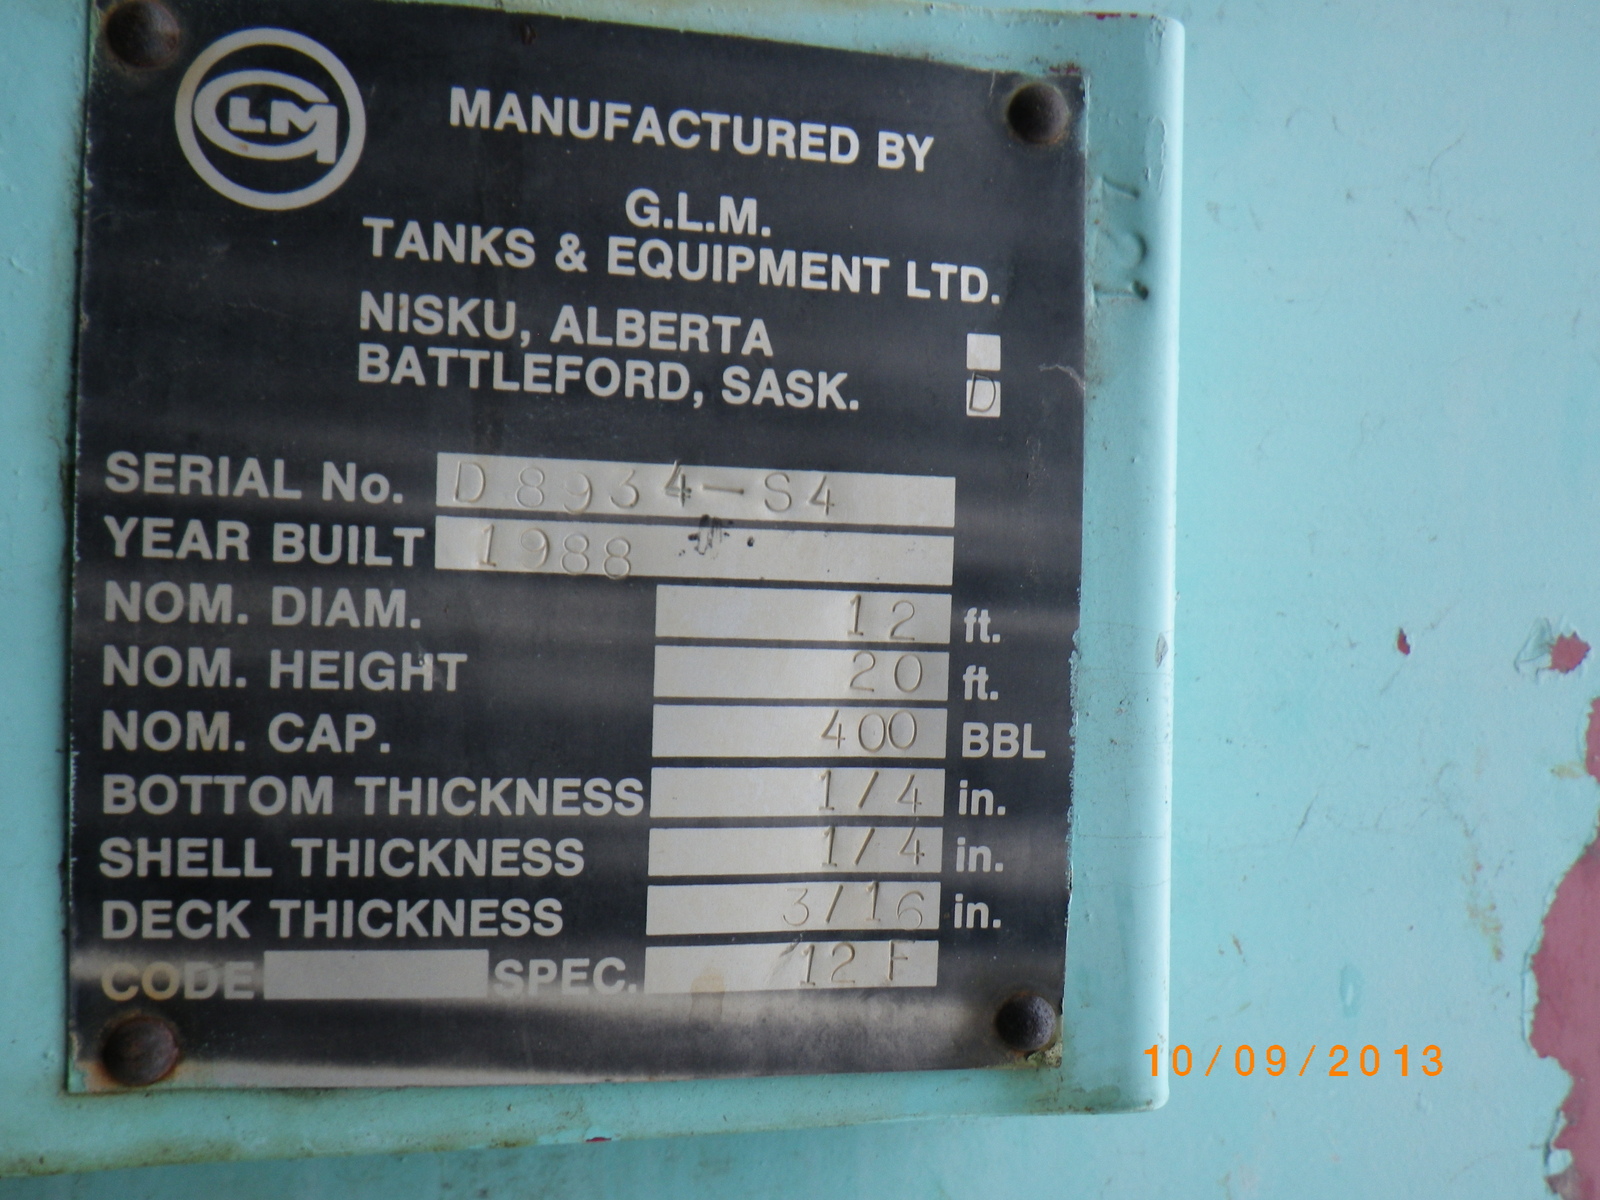 GLM
MANUFACTURED BY
G.L.M.
TANKS & EQUIPMENT LTD.
NISKU, ALBERTA
BATTLEFORD, SASK. D
SERIAL No. D8934-S4
YEAR BUILT 1988
NOM. DIAM. 12 ft.
NOM. HEIGHT 20 ft.
NOM. CAP. 400 BBL
BOTTOM THICKNESS 1/4 in.
SHELL THICKNESS 1/4 in.
DECK THICKNESS 3/16 in.
CODE SPEC. 12 F
10/09/2013